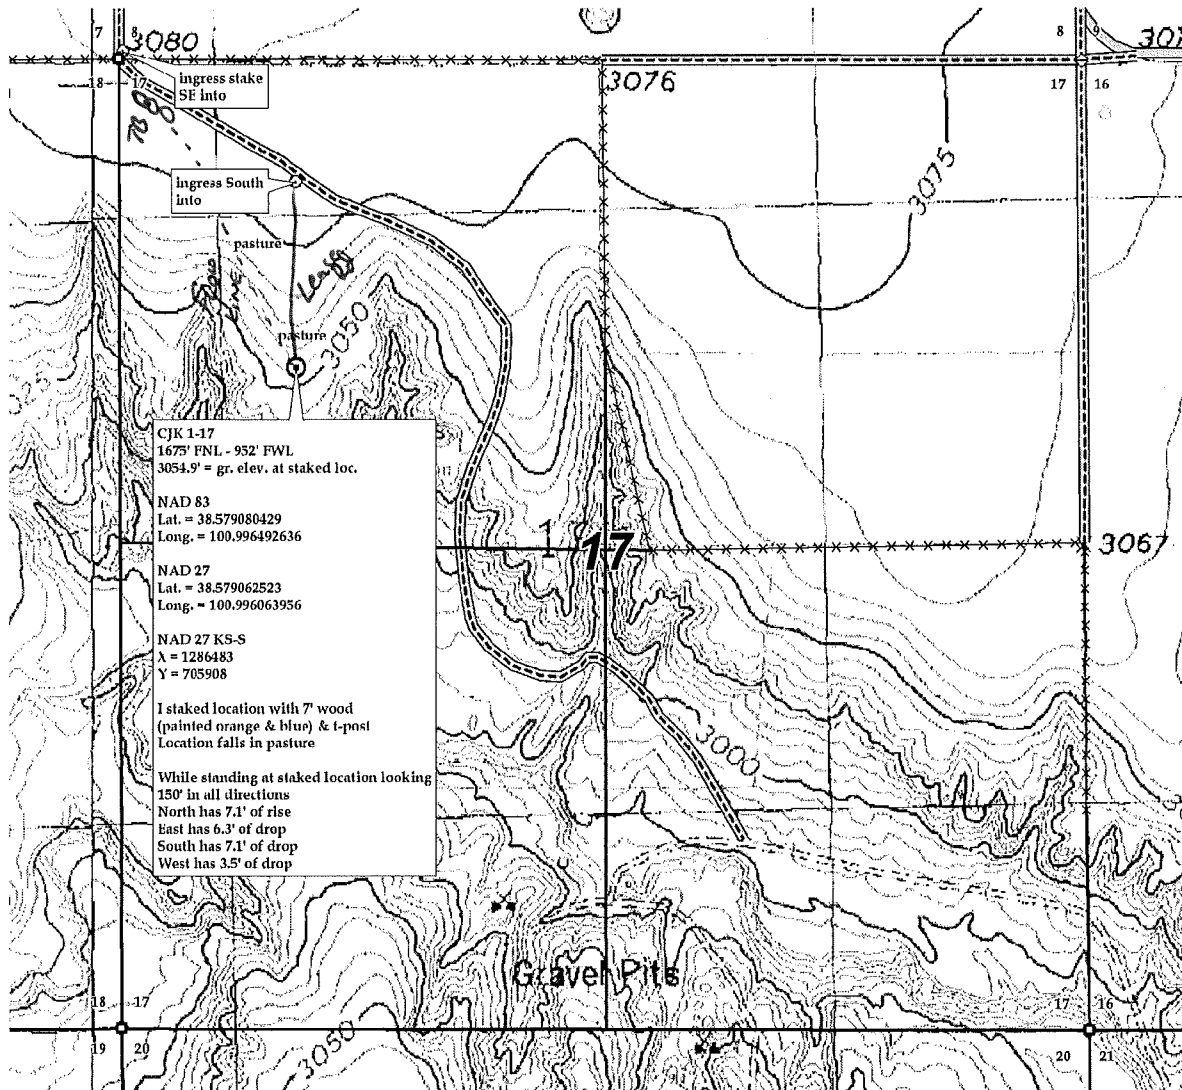 7 8
3080
8 9
18 17
ingress stake
SE into
3076
17 16
ingress South
into
3075
pasture
Flow
LINE
Lease
pasture
3050
CJK 1-17
1675' FNL - 952' FWL
3054.9' = gr. elev. at staked loc.
NAD 83
Lat. = 38.579080429
Long. = 100.996492636
NAD 27
Lat. = 38.579062523
Long. = 100.996063956
NAD 27 KS-S
X = 1286483
Y = 705908
I staked location with 7' wood
(painted orange & blue) & t-post
Location falls in pasture
While standing at staked location looking
150' in all directions
North has 7.1' of rise
East has 6.3' of drop
South has 7.1' of drop
West has 3.5' of drop
1 17
3067
3000
Gravel Pits
18 17
17 16
3050
19 20
20 21